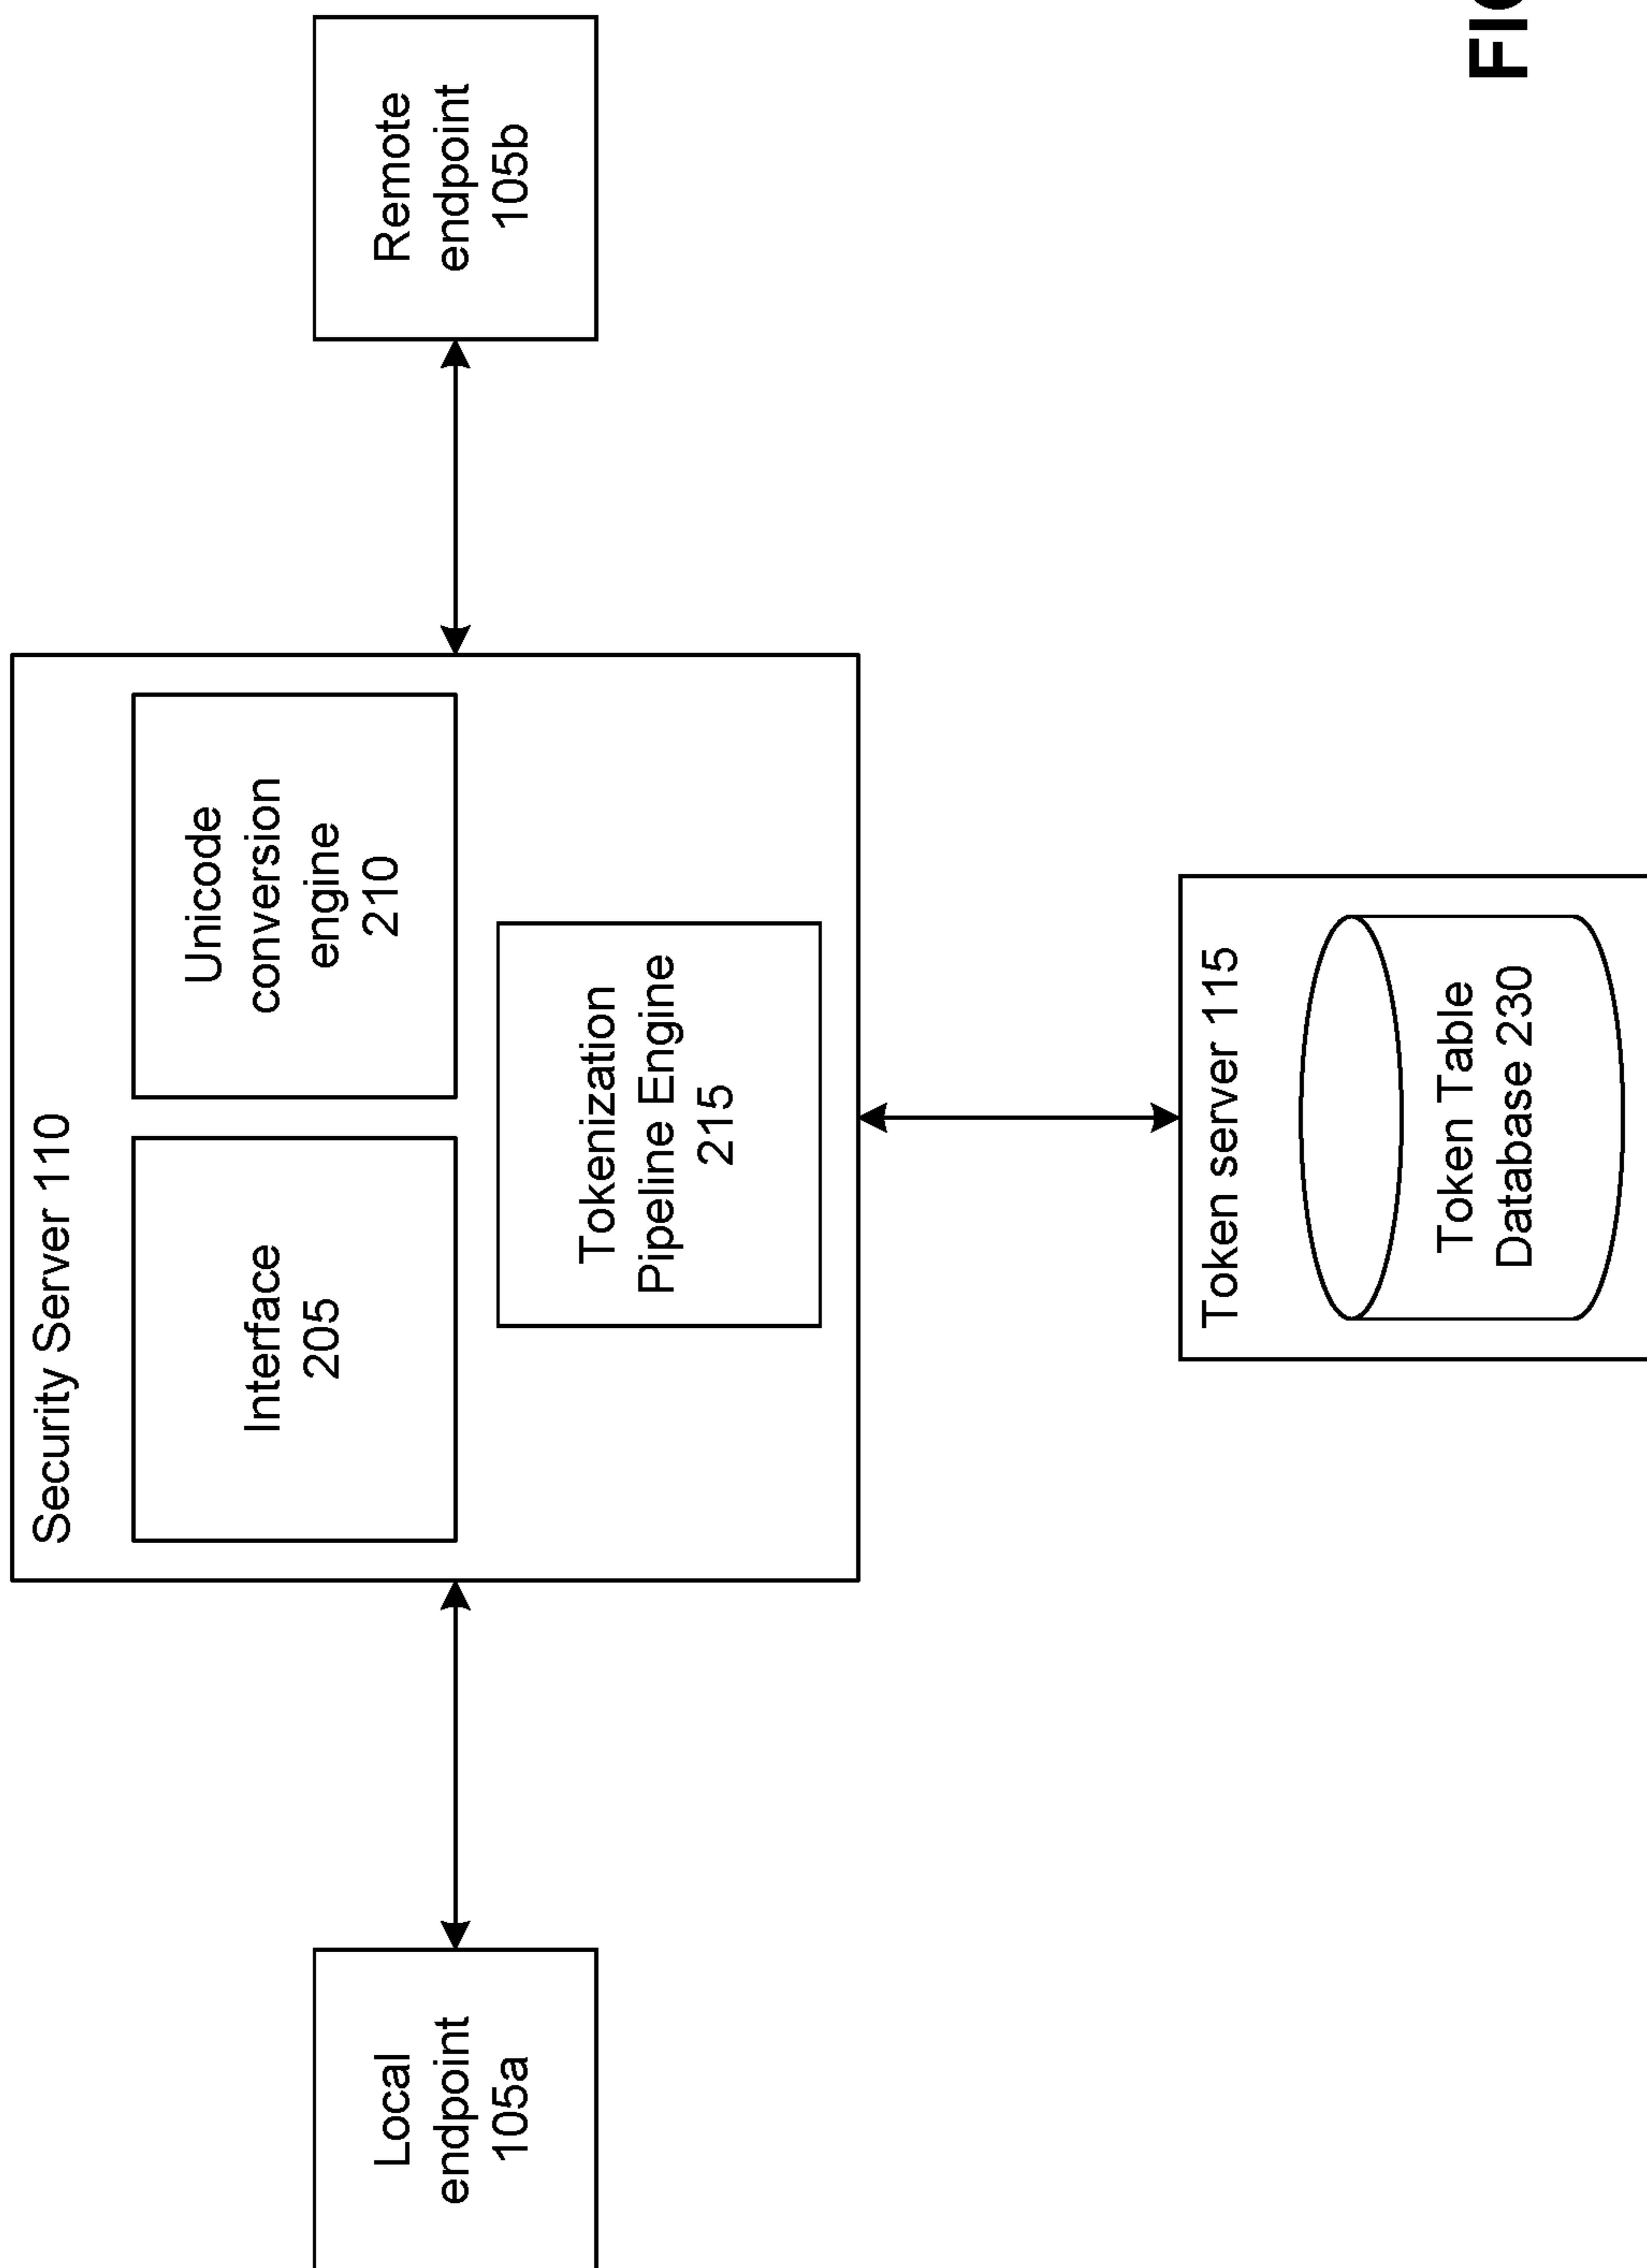 Security Server 110
Interface
205
Unicode
conversion
engine
210
Tokenization
Pipeline Engine
215
Local
endpoint
105a
Remote
endpoint
105b
Token server 115
Token Table
Database 230